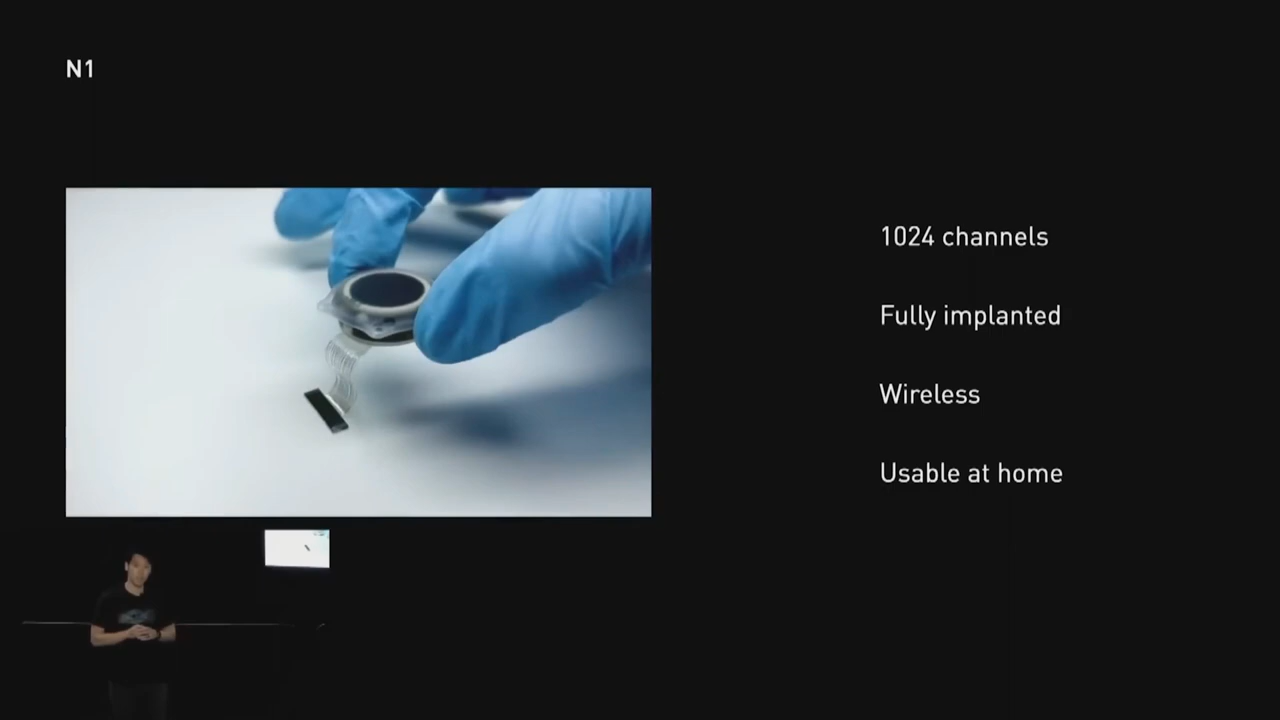 N1
1024 channels
Fully implanted
Wireless
Usable at home